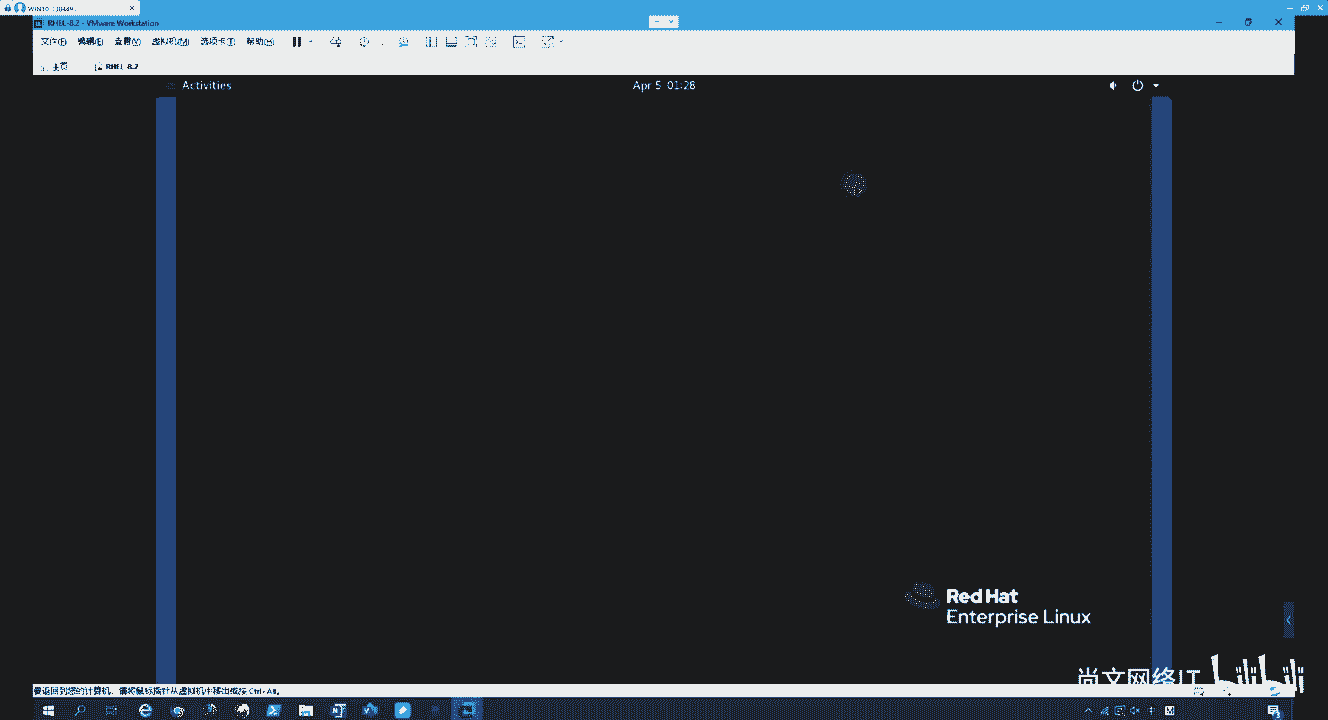 RHEL-8.2 - VMware Workstation
文件(F) 编辑(E) 查看(V) 虚拟机(M) 选项卡(T) 帮助(H)
主页 RHEL-8.2
Activities Apr 5 01:28
Red Hat
Enterprise Linux
尚文网络IT bilibili
要返回到您的计算机，请将鼠标指针从虚拟机中移出或按 Ctrl+Alt。